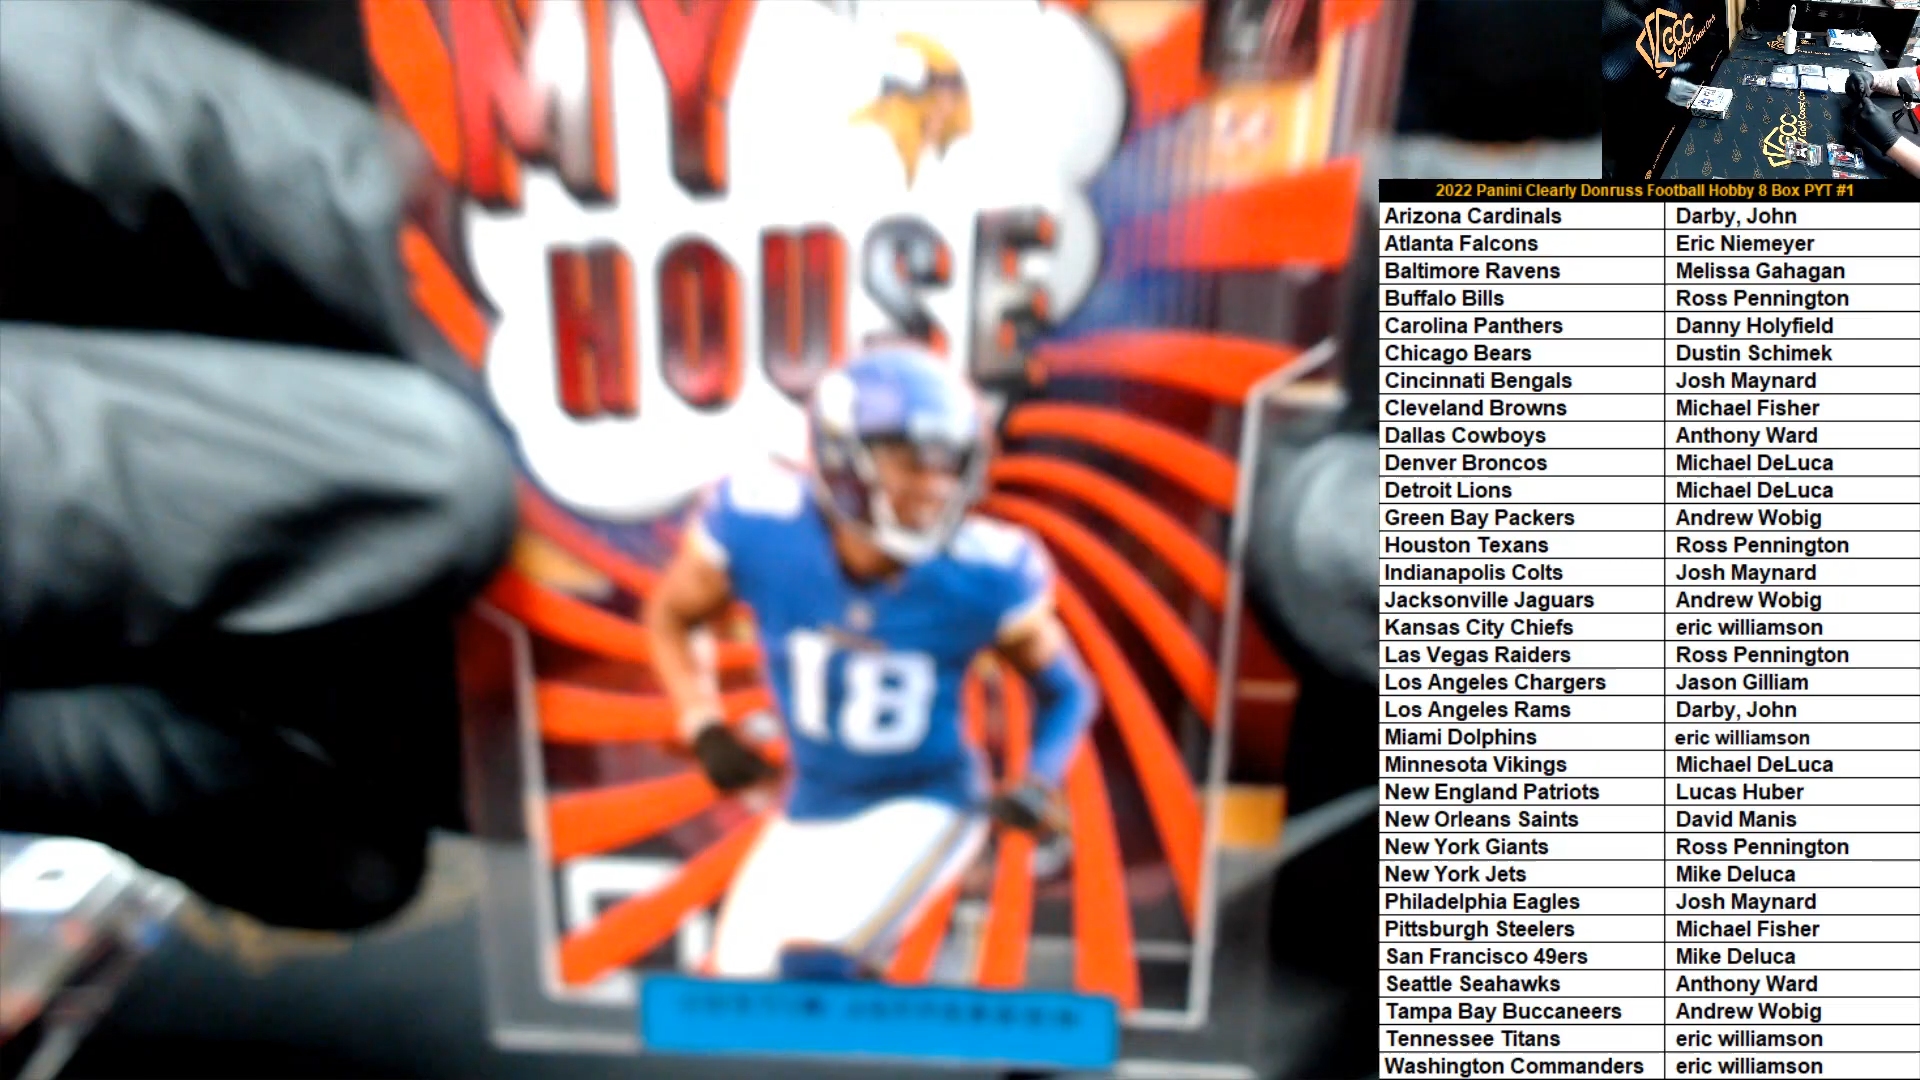 MY
HOUSE
18
JUSTIN JEFFERSON
GCC
Gold Coast
GCC
Gold Coast
2022 Panini Clearly Donruss Football Hobby 8 Box PYT #1
Arizona Cardinals Darby, John
Atlanta Falcons Eric Niemeyer
Baltimore Ravens Melissa Gahagan
Buffalo Bills Ross Pennington
Carolina Panthers Danny Holyfield
Chicago Bears Dustin Schimek
Cincinnati Bengals Josh Maynard
Cleveland Browns Michael Fisher
Dallas Cowboys Anthony Ward
Denver Broncos Michael DeLuca
Detroit Lions Michael DeLuca
Green Bay Packers Andrew Wobig
Houston Texans Ross Pennington
Indianapolis Colts Josh Maynard
Jacksonville Jaguars Andrew Wobig
Kansas City Chiefs eric williamson
Las Vegas Raiders Ross Pennington
Los Angeles Chargers Jason Gilliam
Los Angeles Rams Darby, John
Miami Dolphins eric williamson
Minnesota Vikings Michael DeLuca
New England Patriots Lucas Huber
New Orleans Saints David Manis
New York Giants Ross Pennington
New York Jets Mike Deluca
Philadelphia Eagles Josh Maynard
Pittsburgh Steelers Michael Fisher
San Francisco 49ers Mike Deluca
Seattle Seahawks Anthony Ward
Tampa Bay Buccaneers Andrew Wobig
Tennessee Titans eric williamson
Washington Commanders eric williamson